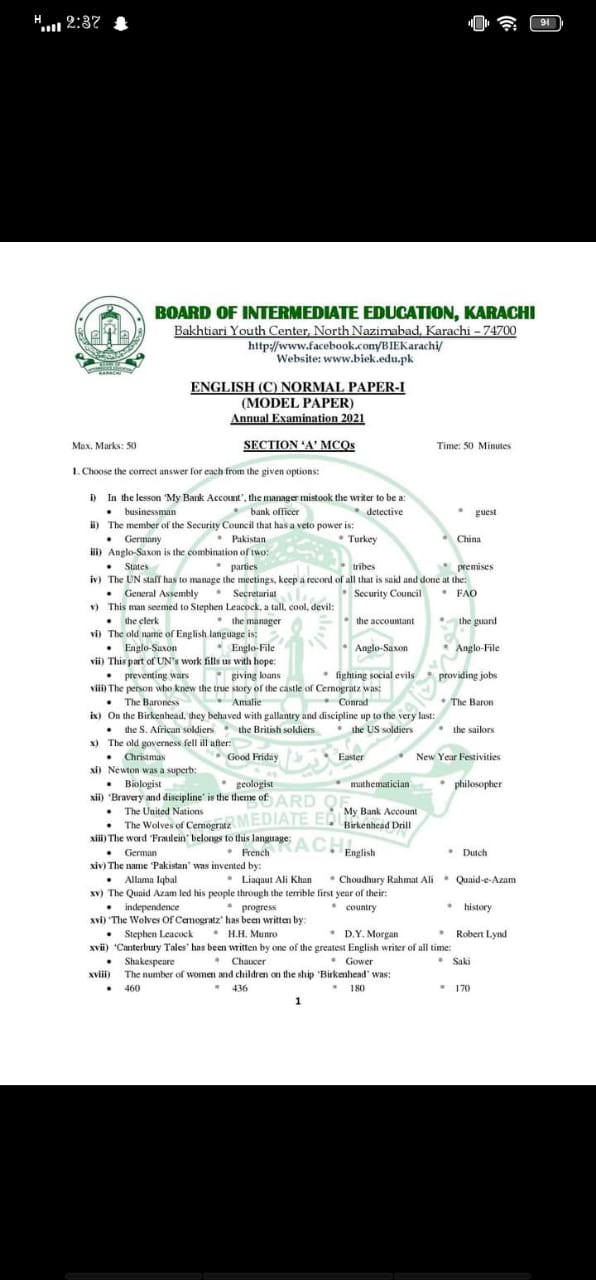 H 2:37 91
BOARD OF INTERMEDIATE EDUCATION, KARACHI
Bakhtiari Youth Center, North Nazimabad, Karachi – 74700
http://www.facebook.com/BIEKarachi/
Website: www.biek.edu.pk
ENGLISH (C) NORMAL PAPER-I
(MODEL PAPER)
Annual Examination 2021
Max. Marks: 50 SECTION ‘A’ MCQs Time: 50 Minutes
1. Choose the correct answer for each from the given options:
i) In the lesson ‘My Bank Account’, the manager mistook the writer to be a:
• businessman * bank officer * detective * guest
ii) The member of the Security Council that has a veto power is:
• Germany * Pakistan * Turkey * China
iii) Anglo-Saxon is the combination of two:
• States * parties * tribes * premises
iv) The UN staff has to manage the meetings, keep a record of all that is said and done at the:
• General Assembly * Secretariat * Security Council * FAO
v) This man seemed to Stephen Leacock, a tall, cool, devil:
• the clerk * the manager * the accountant * the guard
vi) The old name of English language is:
• Englo-Saxon * Englo-File * Anglo-Saxon * Anglo-File
vii) This part of UN's work fills us with hope:
• preventing wars * giving loans * fighting social evils * providing jobs
viii) The person who knew the true story of the castle of Cernogratz was:
• The Baroness * Amalie * Conrad * The Baron
ix) On the Birkenhead, they behaved with gallantry and discipline up to the very last:
• the S. African soldiers * the British soldiers * the US soldiers * the sailors
x) The old governess fell ill after:
• Christmas * Good Friday * Easter * New Year Festivities
xi) Newton was a superb:
• Biologist * geologist * mathematician * philosopher
xii) ‘Bravery and discipline’ is the theme of:
• The United Nations * My Bank Account
• The Wolves of Cernogratz * Birkenhead Drill
xiii) The word ‘Fraulein’ belongs to this language:
• German * French * English * Dutch
xiv) The name ‘Pakistan’ was invented by:
• Allama Iqbal * Liaqaut Ali Khan * Choudhury Rahmat Ali * Quaid-e-Azam
xv) The Quaid Azam led his people through the terrible first year of their:
• independence * progress * country * history
xvi) ‘The Wolves Of Cernogratz’ has been written by:
• Stephen Leacock * H.H. Munro * D.Y. Morgan * Robert Lynd
xvii) ‘Canterbury Tales’ has been written by one of the greatest English writer of all time:
• Shakespeare * Chaucer * Gower * Saki
xviii) The number of women and children on the ship ‘Birkenhead’ was:
• 460 * 436 * 180 * 170
1